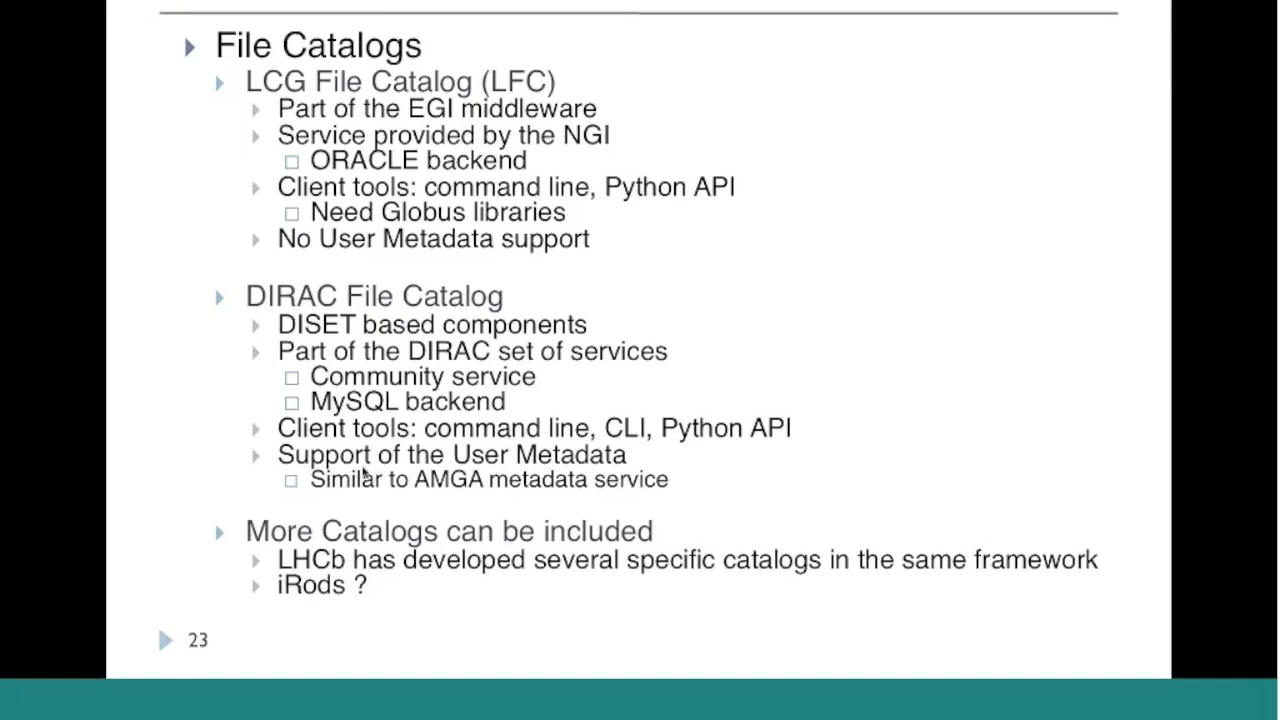 File Catalogs
LCG File Catalog (LFC)
Part of the EGI middleware
Service provided by the NGI
ORACLE backend
Client tools: command line, Python API
Need Globus libraries
No User Metadata support
DIRAC File Catalog
DISET based components
Part of the DIRAC set of services
Community service
MySQL backend
Client tools: command line, CLI, Python API
Support of the User Metadata
Similar to AMGA metadata service
More Catalogs can be included
LHCb has developed several specific catalogs in the same framework
iRods ?
23